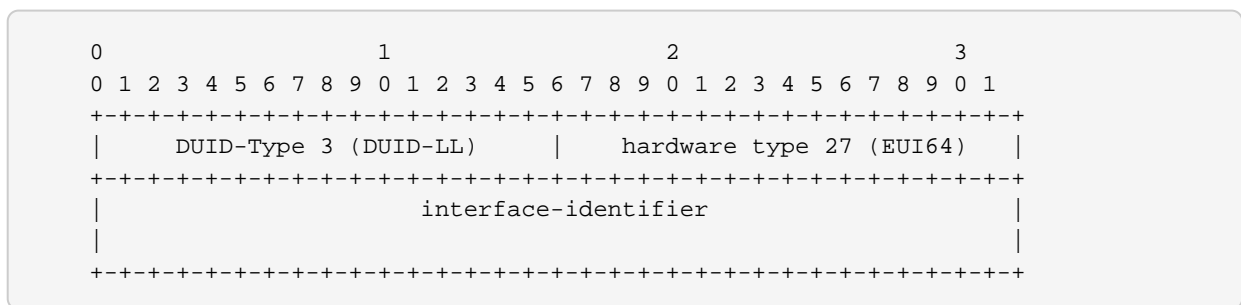 0                   1                   2                   3
0 1 2 3 4 5 6 7 8 9 0 1 2 3 4 5 6 7 8 9 0 1 2 3 4 5 6 7 8 9 0 1
+-+-+-+-+-+-+-+-+-+-+-+-+-+-+-+-+-+-+-+-+-+-+-+-+-+-+-+-+-+-+-+-+
|     DUID-Type 3 (DUID-LL)     |    hardware type 27 (EUI64)   |
+-+-+-+-+-+-+-+-+-+-+-+-+-+-+-+-+-+-+-+-+-+-+-+-+-+-+-+-+-+-+-+-+
|                      interface-identifier                     |
|                                                               |
+-+-+-+-+-+-+-+-+-+-+-+-+-+-+-+-+-+-+-+-+-+-+-+-+-+-+-+-+-+-+-+-+